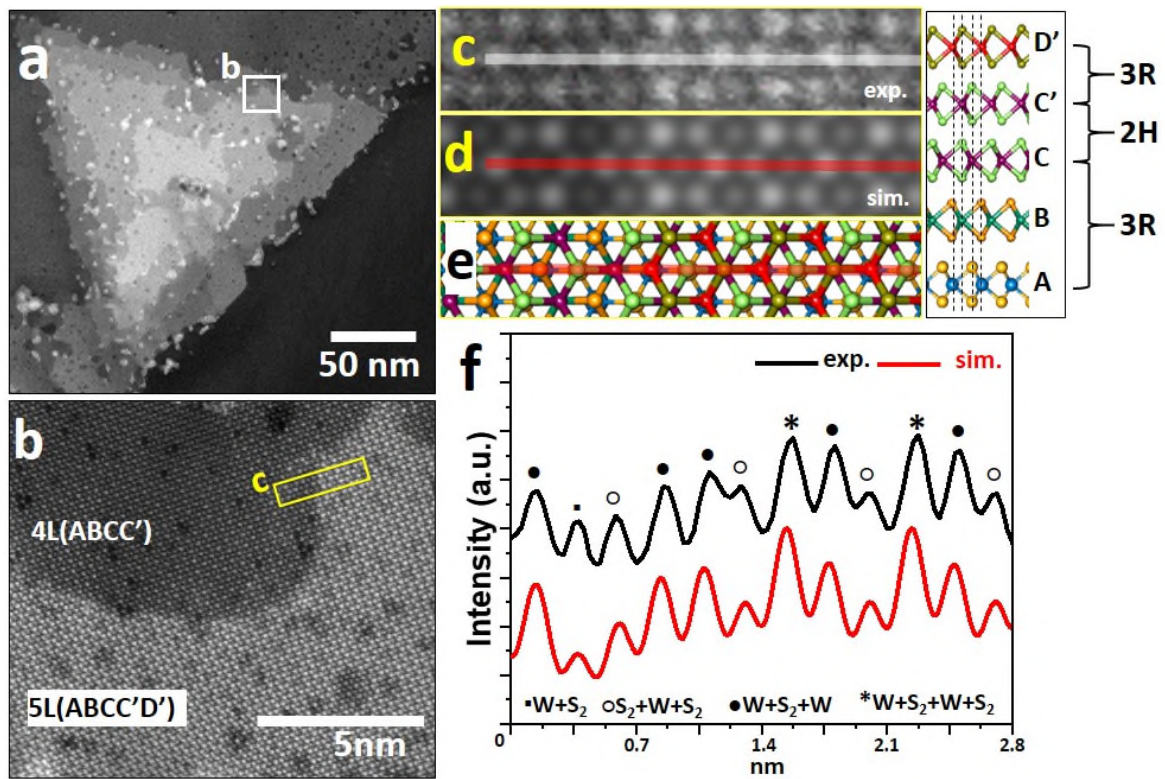 a
b
50 nm
b
c
4L(ABCC’)
5L(ABCC’D’)
5nm
c
exp.
d
sim.
e
D’
C’
C
B
A
3R
2H
3R
f
exp.
sim.
Intensity (a.u.)
▪W+S₂ ○S₂+W+S₂ ●W+S₂+W *W+S₂+W+S₂
0 0.7 1.4 2.1 2.8
nm